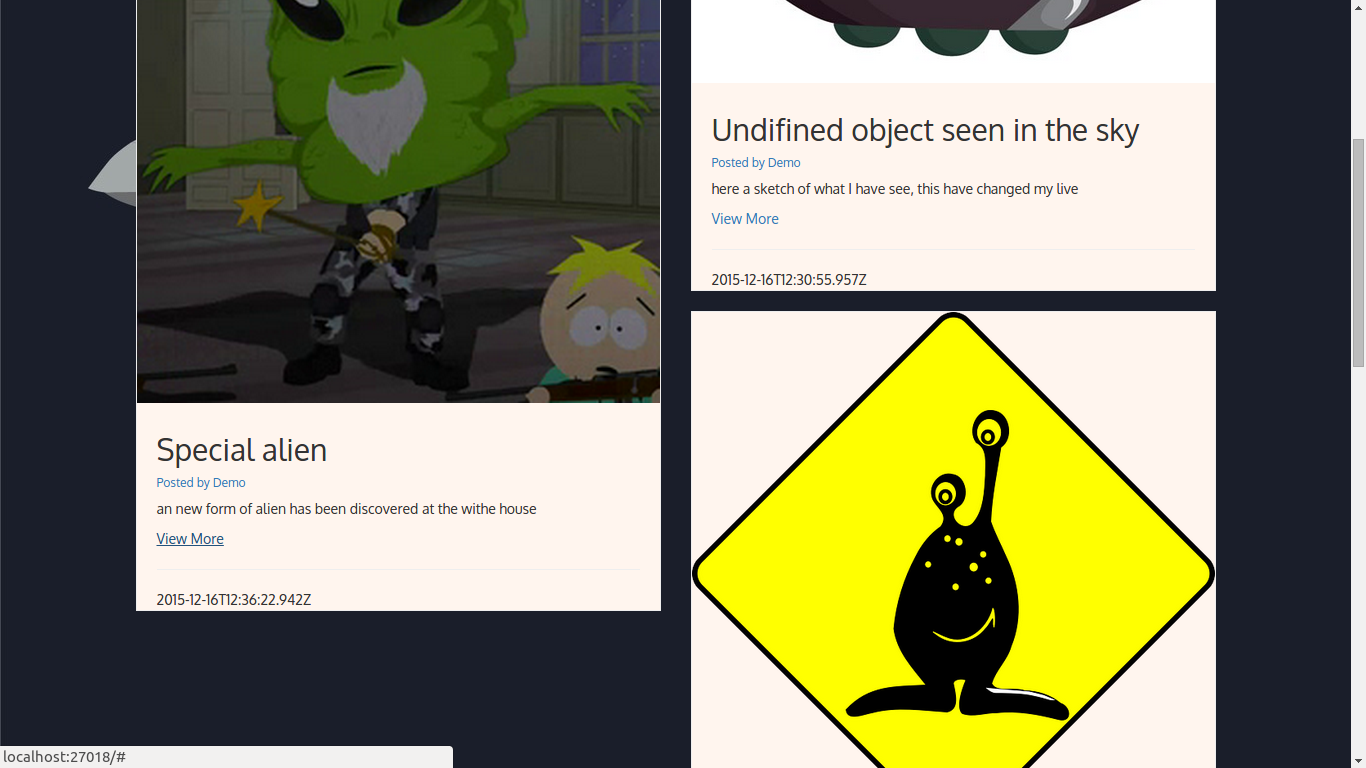 Special alien
Posted by Demo
an new form of alien has been discovered at the withe house
View More
2015-12-16T12:36:22.942Z
Undifined object seen in the sky
Posted by Demo
here a sketch of what I have see, this have changed my live
View More
2015-12-16T12:30:55.957Z
localhost:27018/#